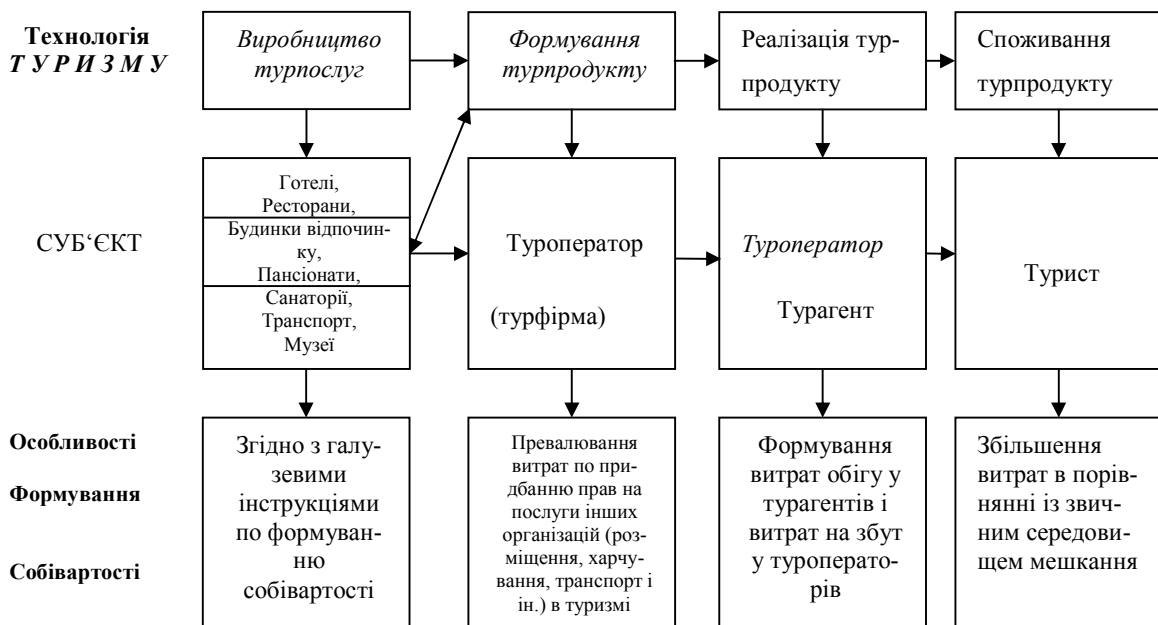 Технологія
Т У Р И З М У
Виробництво
турпослуг
Формування
турпродукту
Реалізація тур-
продукту
Споживання
турпродукту
СУБ‘ЄКТ
Готелі,
Ресторани,
Будинки відпочин-
ку,
Пансіонати,
Санаторії,
Транспорт,
Музеї
Туроператор
(турфірма)
Туроператор
Турагент
Турист
Особливості
Формування
Собівартості
Згідно з галу-
зевими
інструкціями
по формуван-
ню
собівартості
Превалювання
витрат по при-
дбанню прав на
послуги інших
організацій (роз-
міщення, харчу-
вання, транспорт і
ін.) в туризмі
Формування
витрат обігу у
турагентів і
витрат на збут
у туроперато-
рів
Збільшення
витрат в порів-
нянні із звич-
ним середови-
щем мешкання